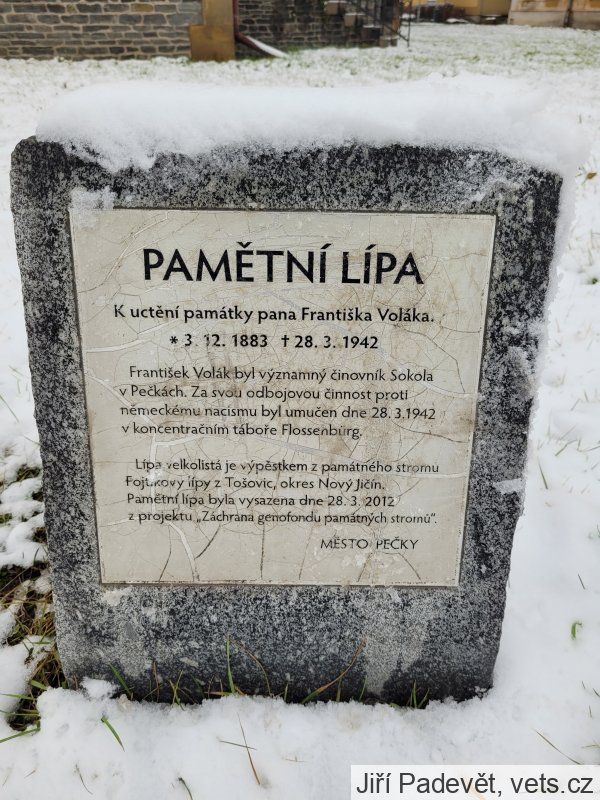 PAMĚTNÍ LÍPA
K uctění památky pana Františka Voláka.
* 3. 12. 1883 † 28. 3. 1942
František Volák byl významný činovník Sokola
v Pečkách. Za svou odbojovou činnost proti
německému nacismu byl umučen dne 28.3.1942
v koncentračním táboře Flossenbürg.
Lípa velkolistá je výpěstkem z památného stromu
Fojtíkovy lípy z Tošovic, okres Nový Jičín.
Pamětní lípa byla vysazena dne 28. 3. 2012
z projektu „Záchrana genofondu památných stromů“.
MĚSTO PEČKY
Jiří Padevět, vets.cz